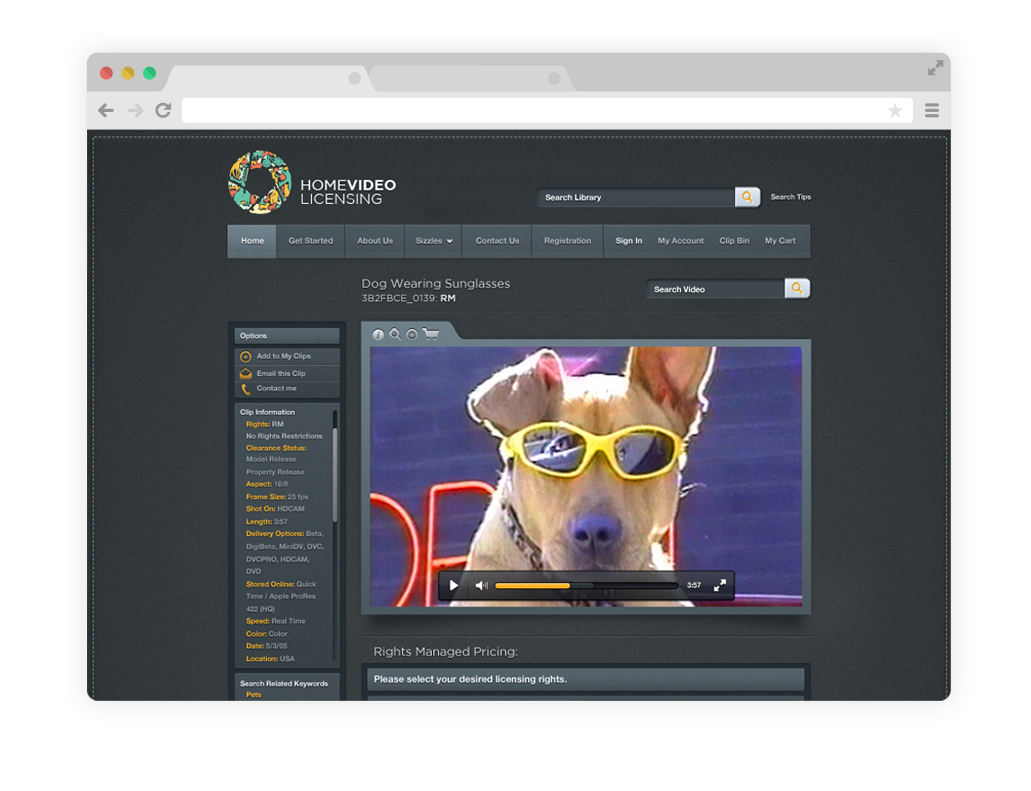 HOMEVIDEO
LICENSING
Search Library
Search Tips
Home Get Started About Us Sizzles Contact Us Registration Sign In My Account Clip Bin My Cart
Dog Wearing Sunglasses
3B2FBCE_0139: RM
Search Video
Options
Add to My Clips
Email this Clip
Contact me
Clip Information
Rights: RM
No Rights Restrictions
Clearance Status:
Model Release
Property Release
Aspect: 16:9
Frame Size: 25 fps
Shot On: HDCAM
Length: 3:57
Delivery Options: Beta,
DigiBeta, MiniDV, DVC,
DVCPRO, HDCAM,
DVD
Stored Online: Quick
Time / Apple ProRes
422 (HQ)
Speed: Real Time
Color: Color
Date: 5/3/05
Location: USA
Search Related Keywords
Pets
3:57
Rights Managed Pricing:
Please select your desired licensing rights.